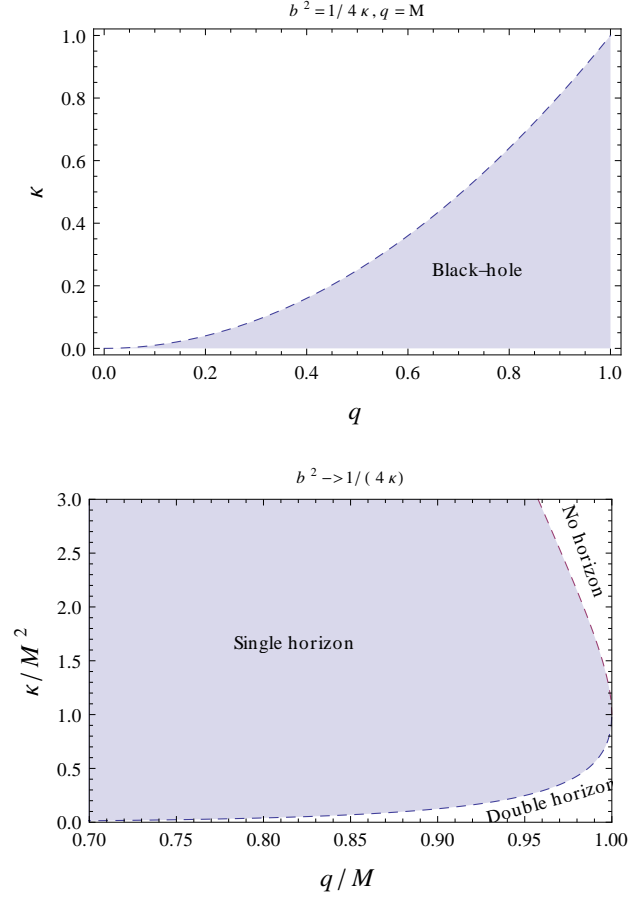 b² = 1/ 4 κ, q = M
1.0
0.8
0.6
κ
0.4
Black–hole
0.2
0.0
0.0 0.2 0.4 0.6 0.8 1.0
q
b² −> 1/( 4 κ)
3.0
No horizon
2.5
2.0
Single horizon
κ/M²
1.5
1.0
0.5
Double horizon
0.0
0.70 0.75 0.80 0.85 0.90 0.95 1.00
q/M